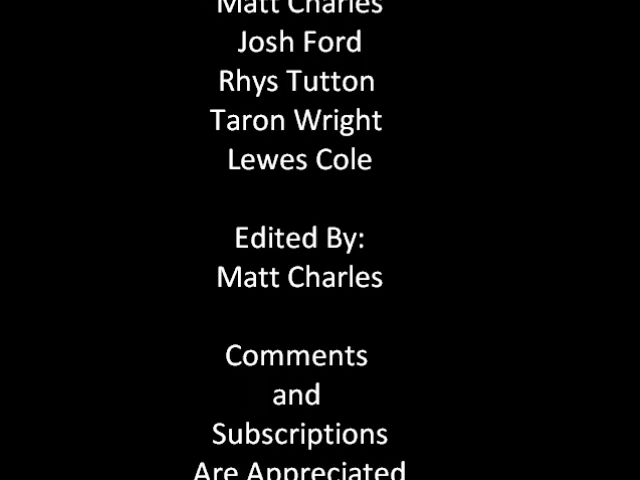 Matt Charles
Josh Ford
Rhys Tutton
Taron Wright
Lewes Cole
Edited By:
Matt Charles
Comments
and
Subscriptions
Are Appreciated